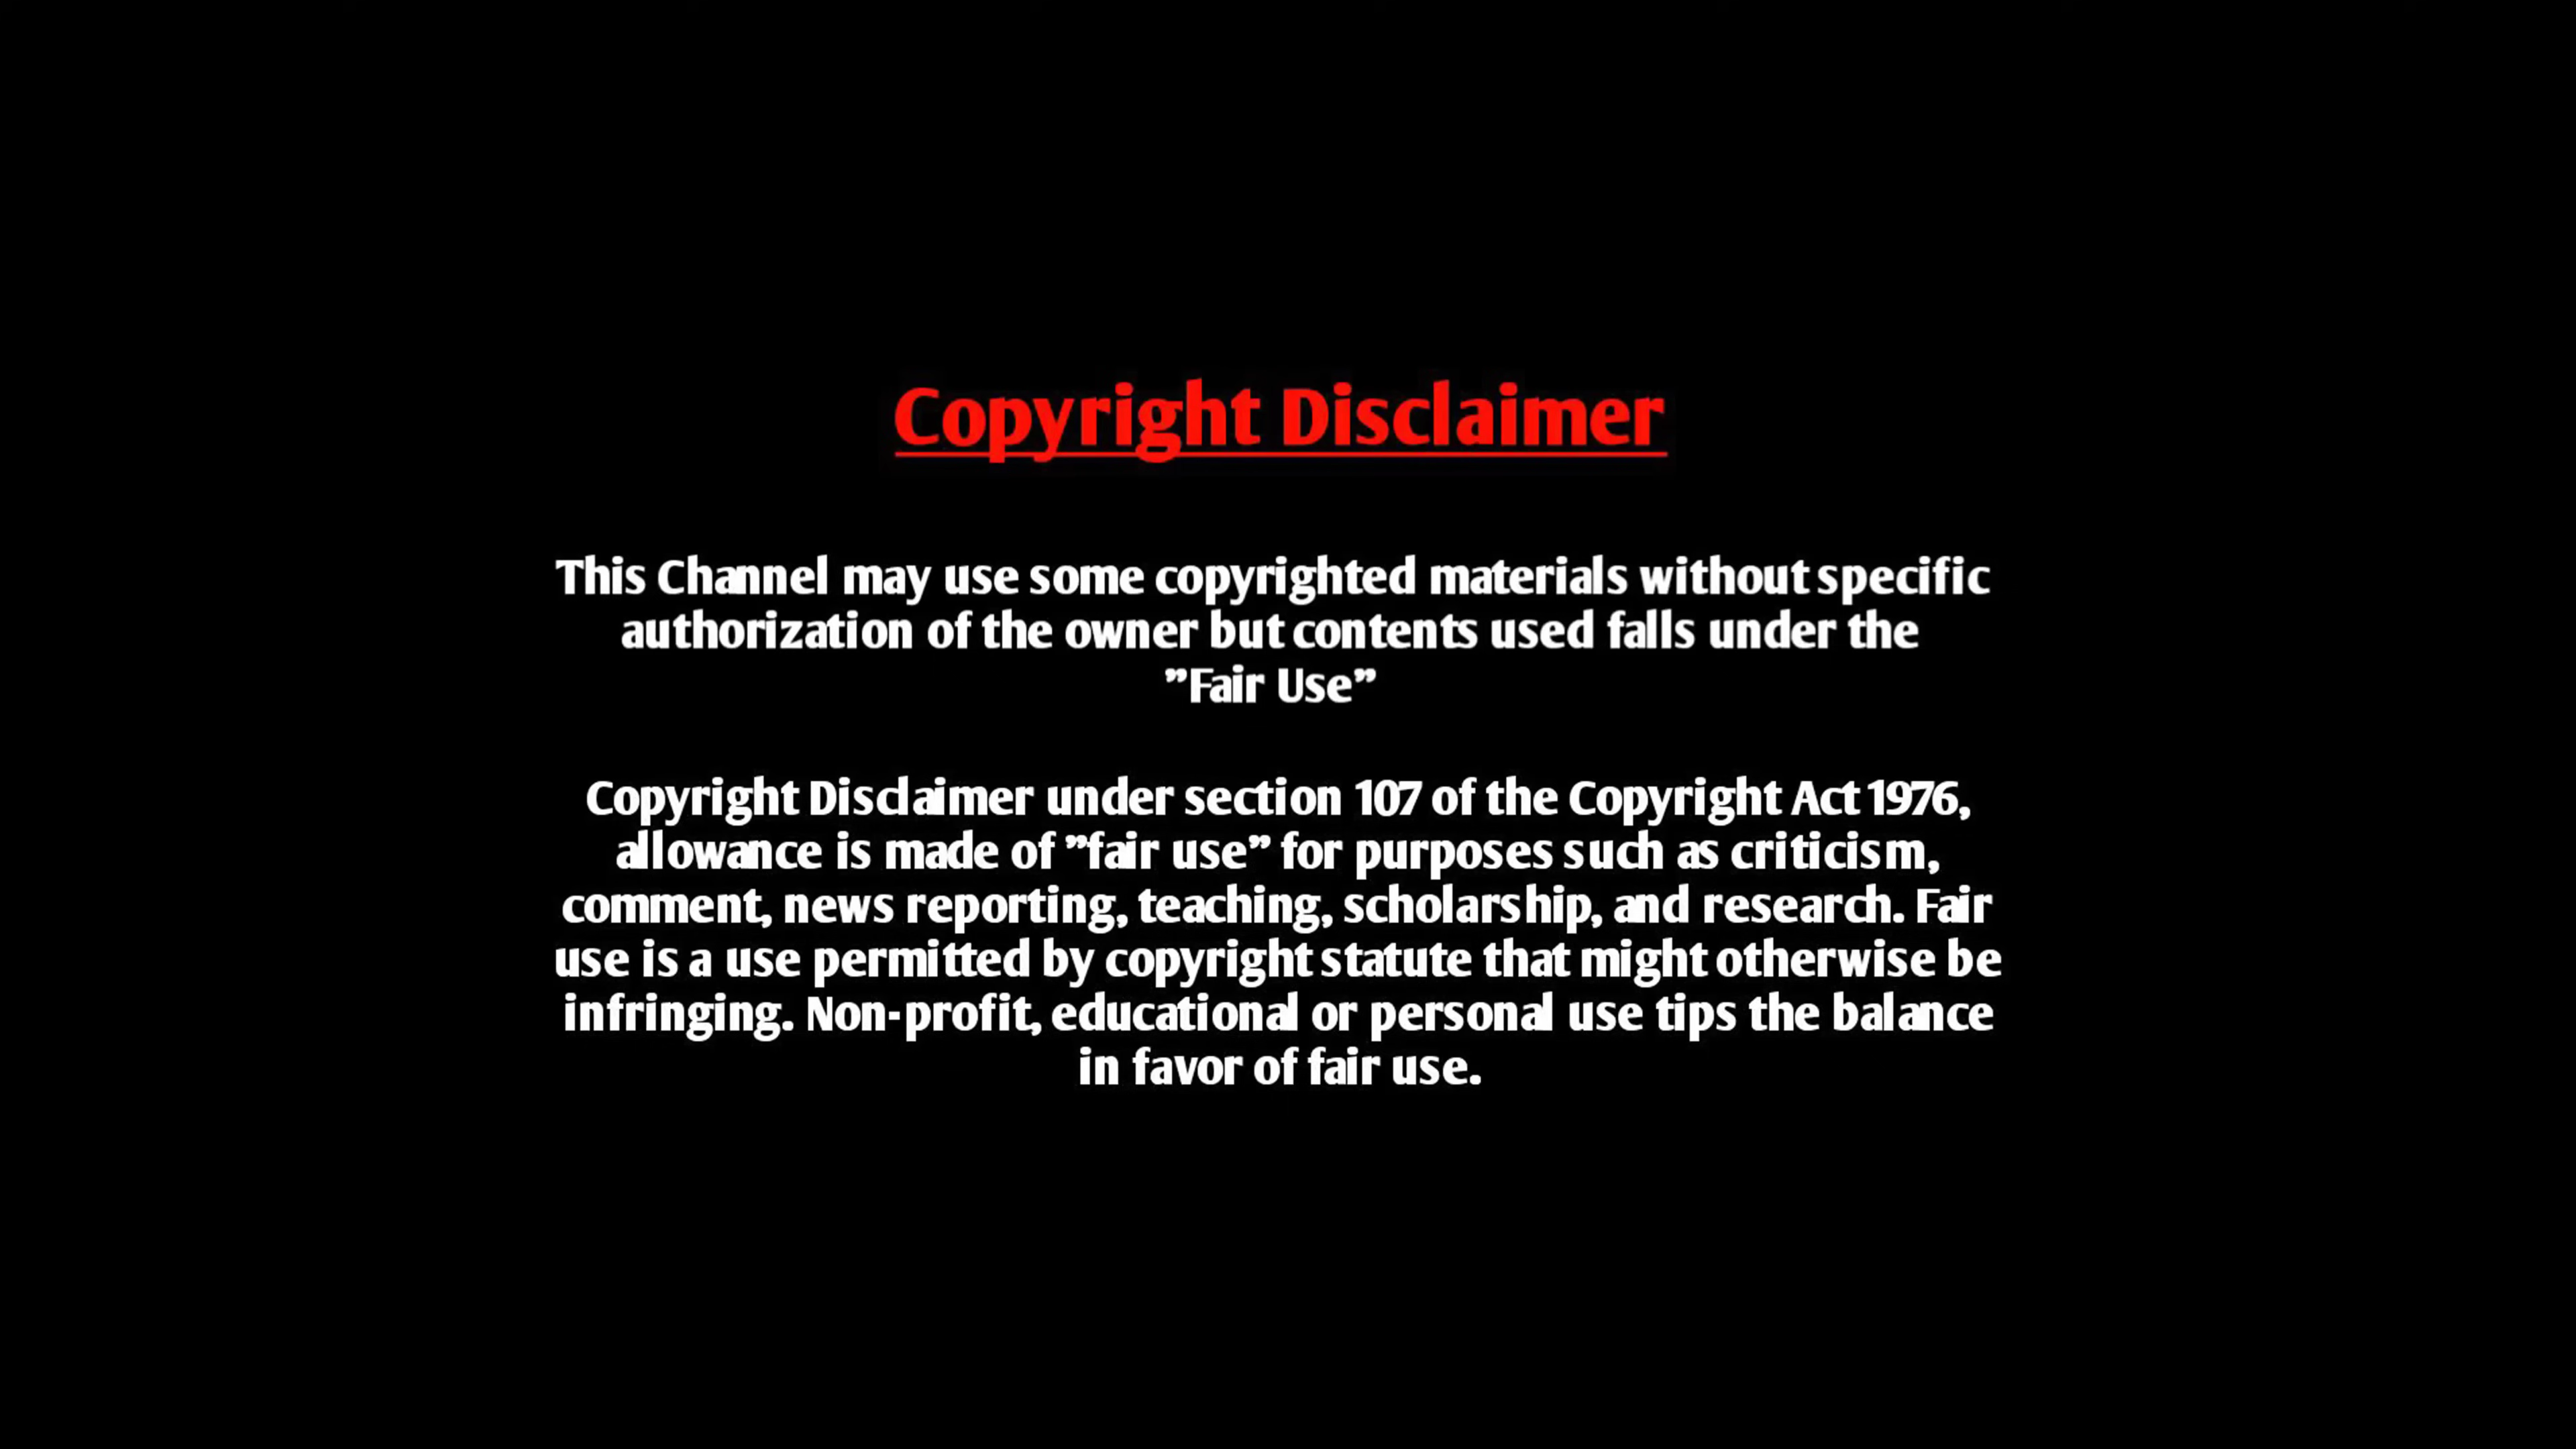 Copyright Disclaimer
This Channel may use some copyrighted materials without specific
authorization of the owner but contents used falls under the
”Fair Use”
Copyright Disclaimer under section 107 of the Copyright Act 1976,
allowance is made of ”fair use” for purposes such as criticism,
comment, news reporting, teaching, scholarship, and research. Fair
use is a use permitted by copyright statute that might otherwise be
infringing. Non-profit, educational or personal use tips the balance
in favor of fair use.